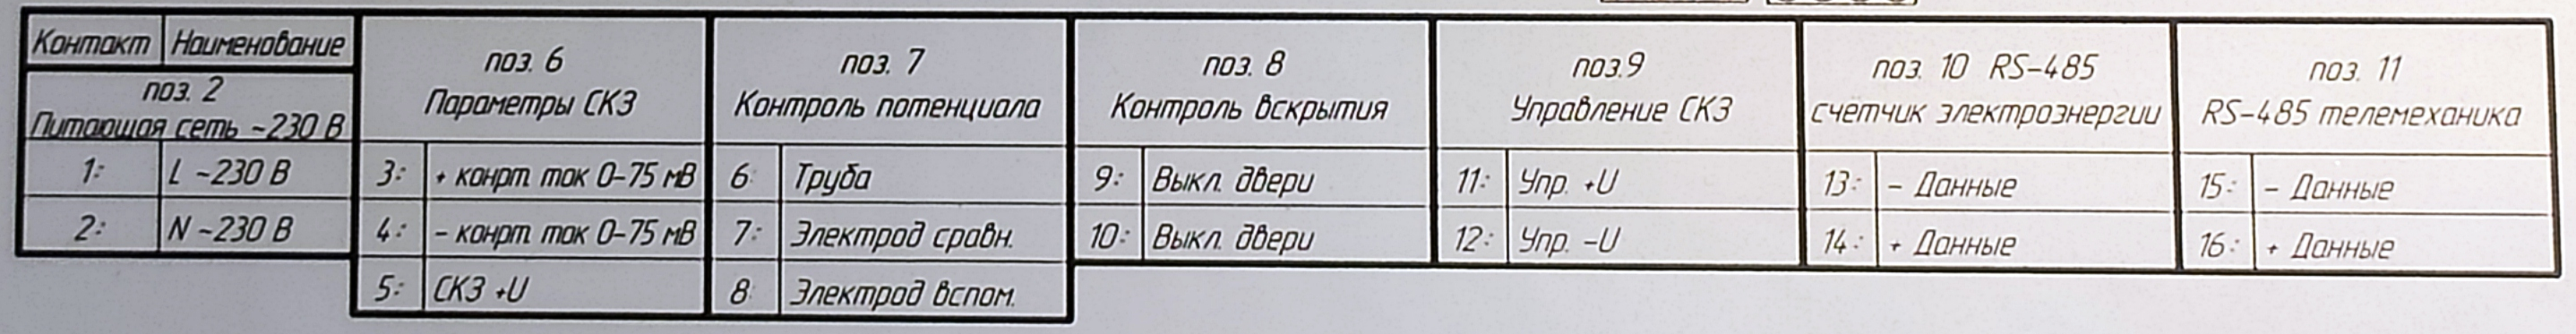 Контакт Наименование
поз. 2
Питающая сеть ~230 В
1: L ~230 В
2: N ~230 В
поз. 6
Параметры СКЗ
3: + конрт. ток 0-75 мВ
4: - конрт. ток 0-75 мВ
5: СКЗ +U
поз. 7
Контроль потенциала
6: Труба
7: Электрод сравн.
8: Электрод вспом.
поз. 8
Контроль вскрытия
9: Выкл. двери
10: Выкл. двери
поз.9
Управление СКЗ
11: Упр. +U
12: Упр. -U
поз. 10 RS-485
счетчик электроэнергии
13: - Данные
14: + Данные
поз. 11
RS-485 телемеханика
15: - Данные
16: + Данные